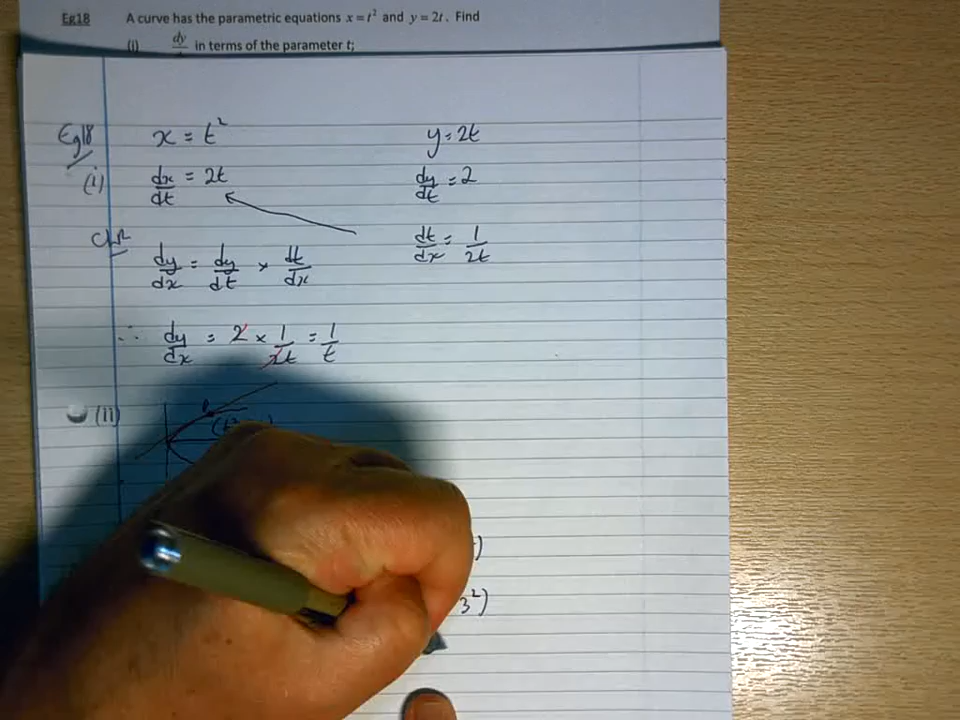 Eg18 A curve has the parametric equations x = t² and y = 2t. Find
(i) dy in terms of the parameter t;
Eg18 x = t² y = 2t
(i) dx/dt = 2t dy/dt = 2
dt/dx = 1/2t
dy/dx = dy/dt × dt/dx
∴ dy/dx = 2 × 1/2t = 1/t
(ii) P
)
3²)